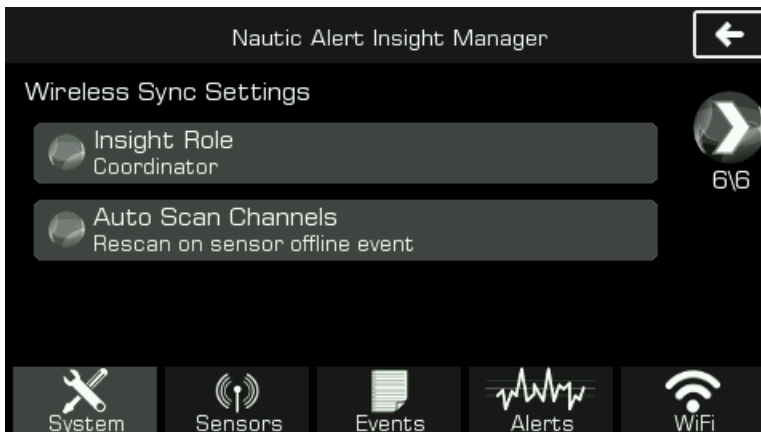 Nautic Alert Insight Manager
Wireless Sync Settings
Insight Role
Coordinator
6\6
Auto Scan Channels
Rescan on sensor offline event
System Sensors Events Alerts WiFi